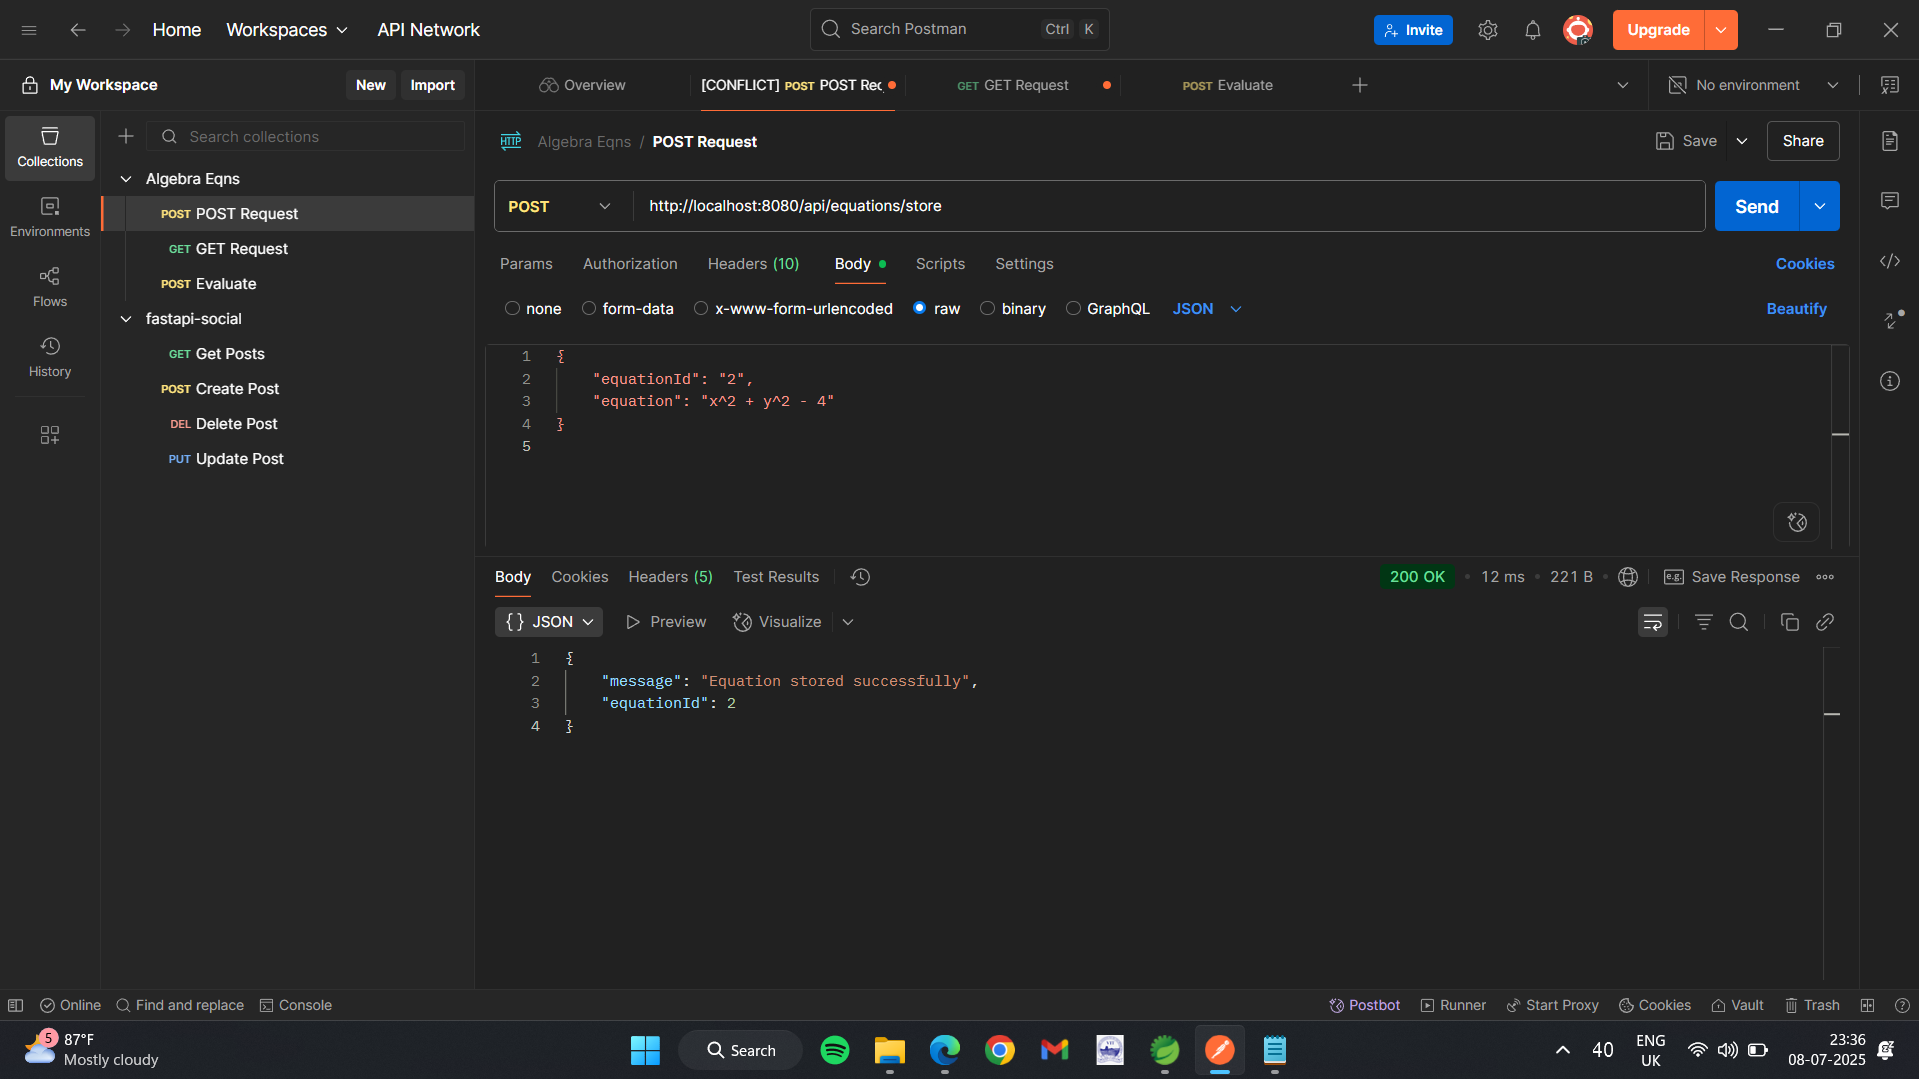 Home Workspaces API Network Search Postman Ctrl K Invite Upgrade
My Workspace New Import Overview [CONFLICT] POST POST Req GET GET Request POST Evaluate No environment
Collections
Environments
Flows
History
Search collections
Algebra Eqns
POST POST Request
GET GET Request
POST Evaluate
fastapi-social
GET Get Posts
POST Create Post
DEL Delete Post
PUT Update Post
HTTP Algebra Eqns / POST Request Save Share
POST http://localhost:8080/api/equations/store Send
Params Authorization Headers (10) Body Scripts Settings Cookies
none form-data x-www-form-urlencoded raw binary GraphQL JSON Beautify
1 {
2 "equationId": "2",
3 "equation": "x^2 + y^2 - 4"
4 }
5
Body Cookies Headers (5) Test Results 200 OK • 12 ms • 221 B • e.g. Save Response
{} JSON Preview Visualize
1 {
2 "message": "Equation stored successfully",
3 "equationId": 2
4 }
Online Find and replace Console Postbot Runner Start Proxy Cookies Vault Trash
5 87°F
Mostly cloudy
Search
40
ENG
UK
23:36
08-07-2025